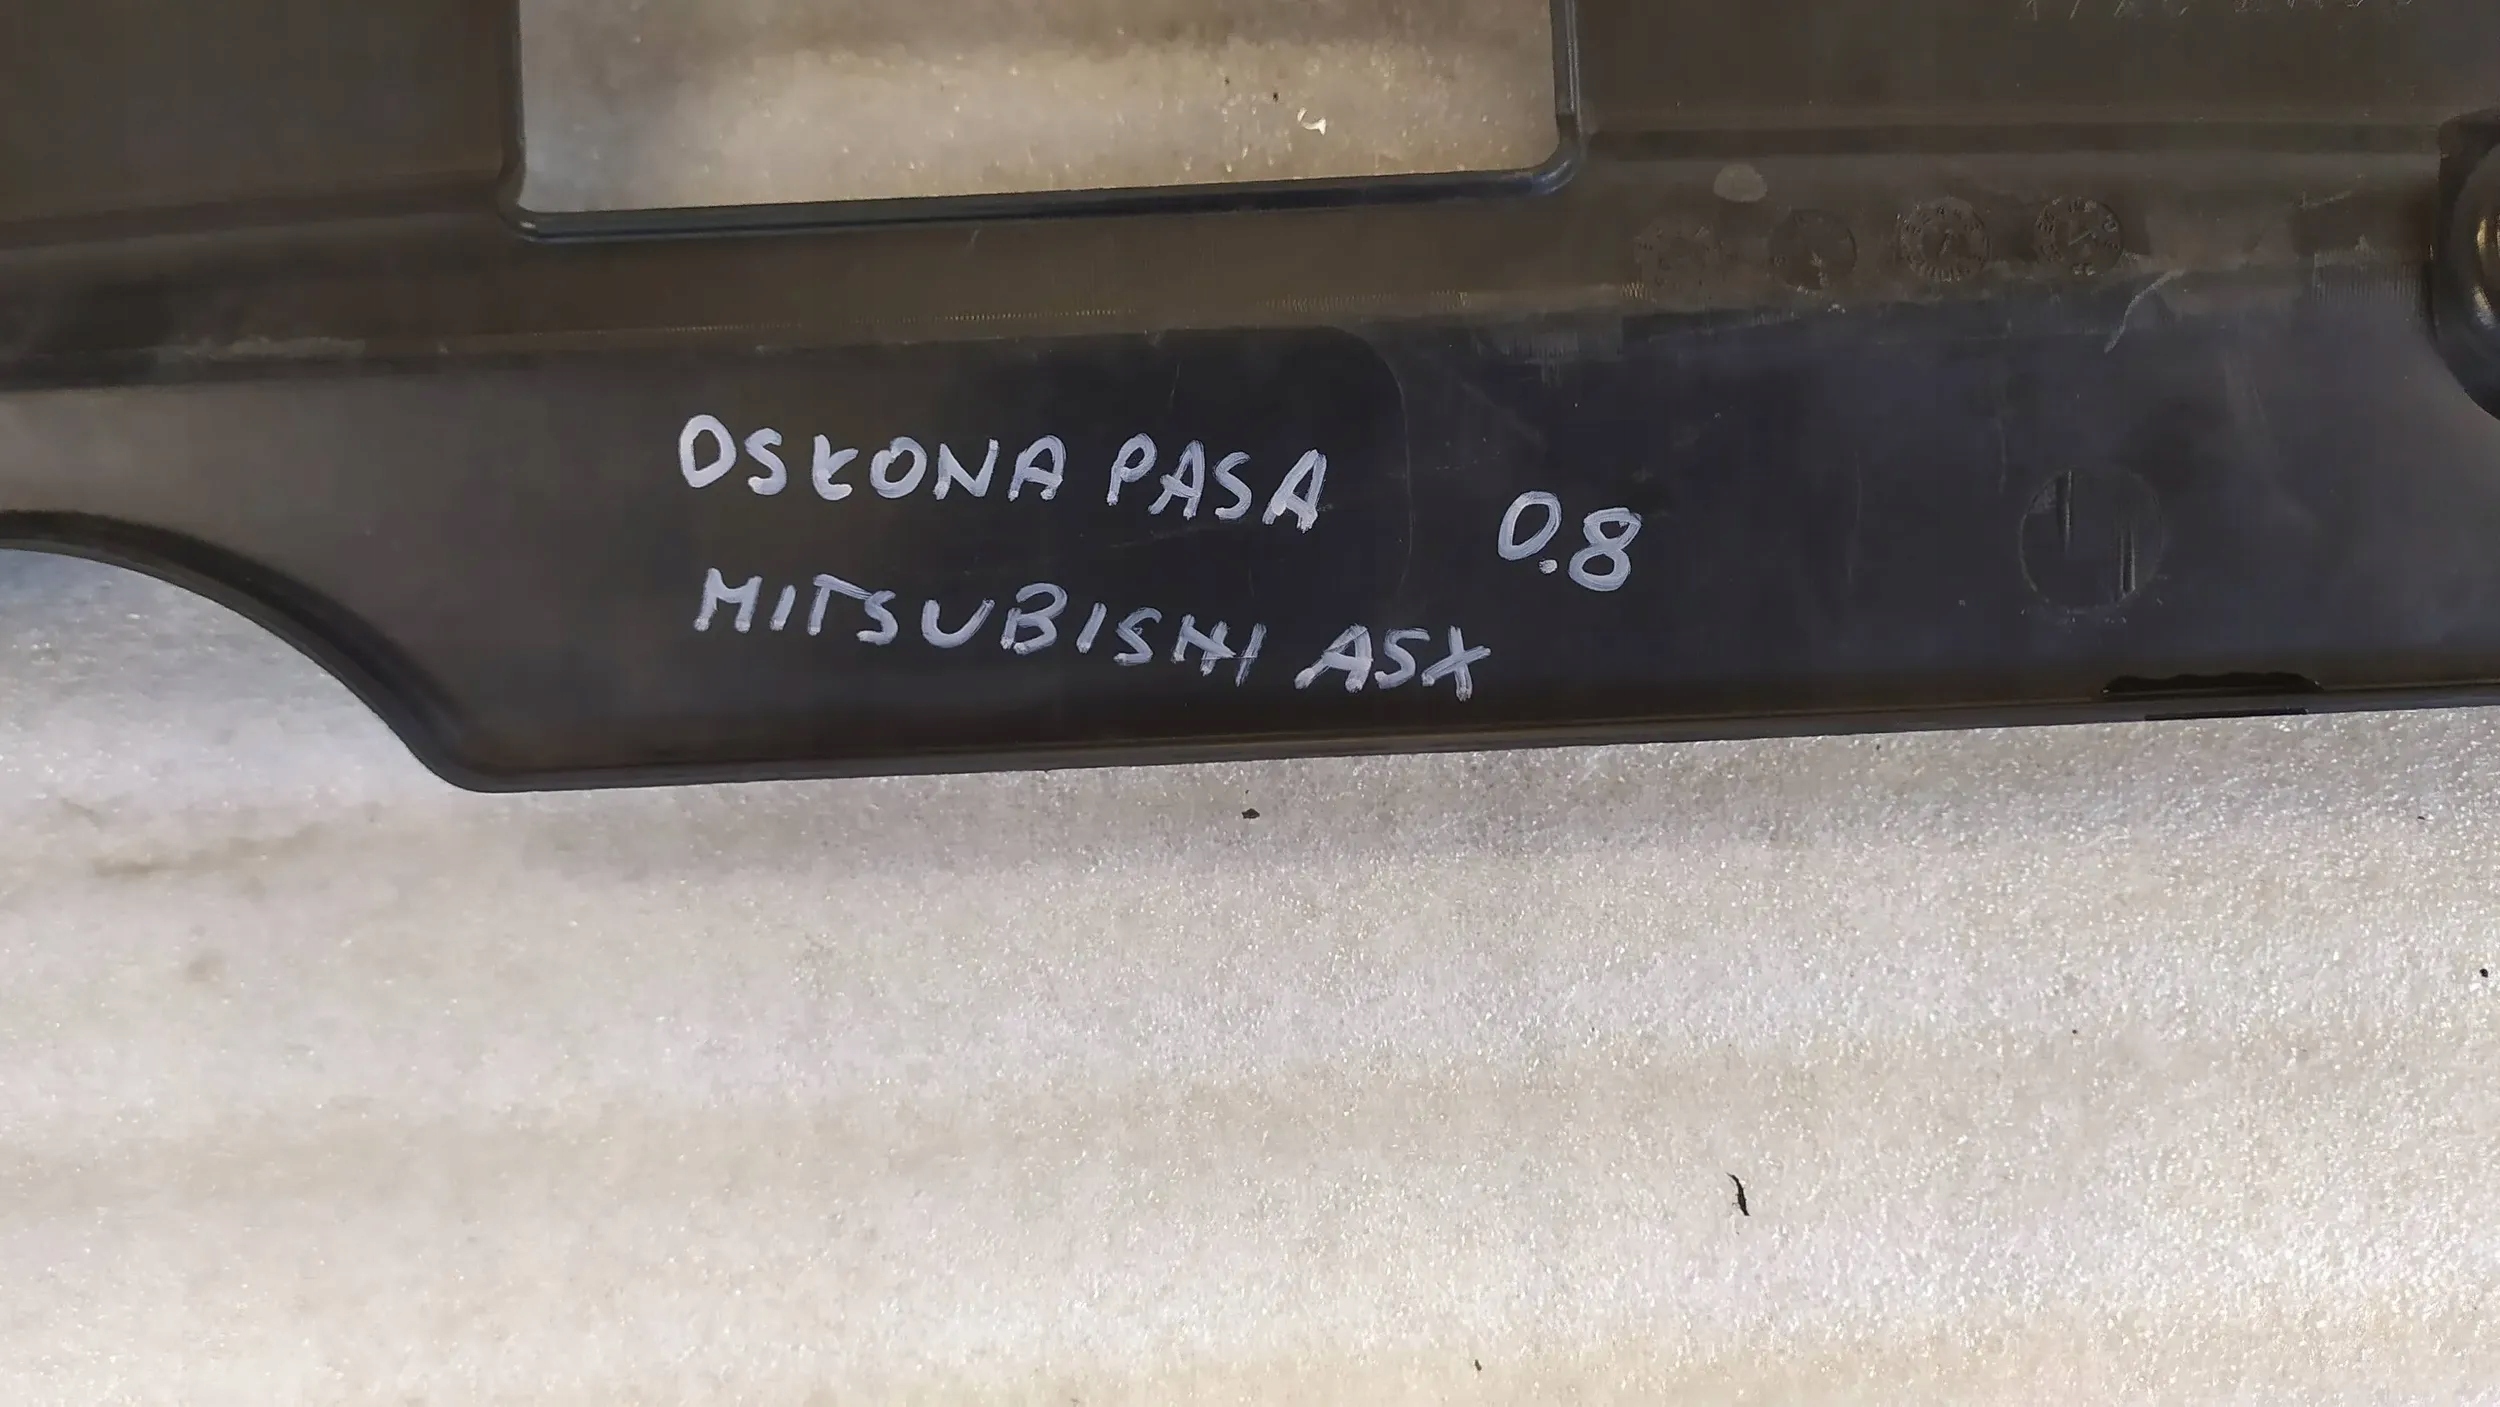 OSŁONA PASA 0.8
MITSUBISHI ASX